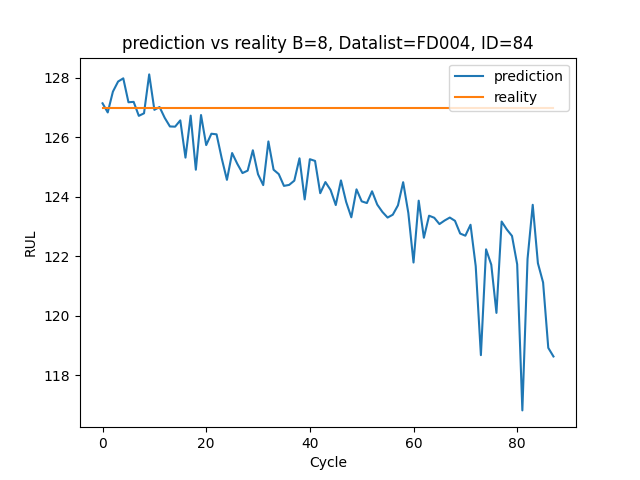 prediction vs reality B=8, Datalist=FD004, ID=84
prediction
reality
128
126
124
122
120
118
RUL
0 20 40 60 80
Cycle